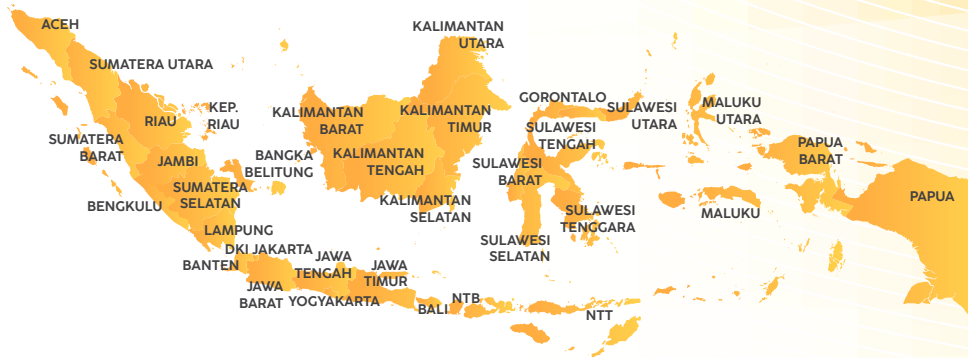 ACEH
SUMATERA UTARA
KEP.
RIAU
RIAU
SUMATERA
BARAT
JAMBI
BANGKA
BELITUNG
SUMATERA
SELATAN
BENGKULU
LAMPUNG
DKI JAKARTA
BANTEN
JAWA
BARAT
JAWA
TENGAH
YOGYAKARTA
JAWA
TIMUR
BALI
NTB
NTT
KALIMANTAN
UTARA
KALIMANTAN
BARAT
KALIMANTAN
TIMUR
KALIMANTAN
TENGAH
KALIMANTAN
SELATAN
GORONTALO
SULAWESI
UTARA
SULAWESI
TENGAH
SULAWESI
BARAT
SULAWESI
TENGGARA
SULAWESI
SELATAN
MALUKU
UTARA
MALUKU
PAPUA
BARAT
PAPUA